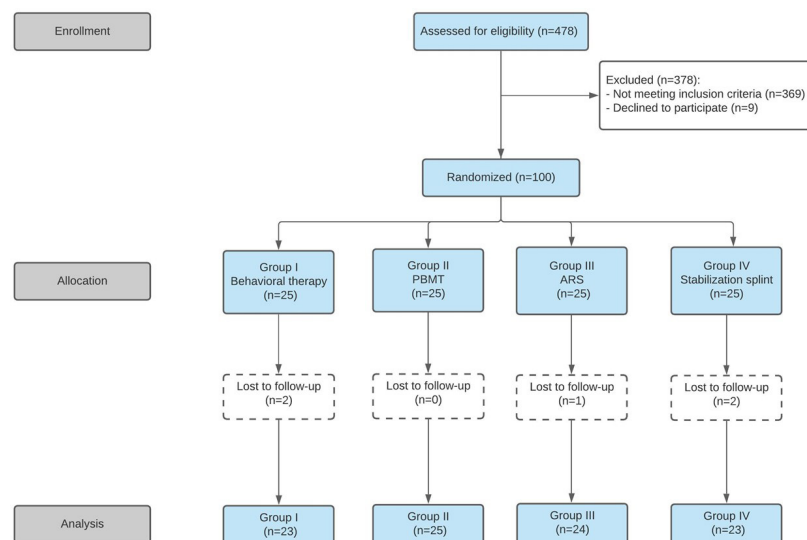 Enrollment
Assessed for eligibility (n=478)
Excluded (n=378):
- Not meeting inclusion criteria (n=369)
- Declined to participate (n=9)
Randomized (n=100)
Allocation
Group I
Behavioral therapy
(n=25)
Group II
PBMT
(n=25)
Group III
ARS
(n=25)
Group IV
Stabilization splint
(n=25)
Lost to follow-up
(n=2)
Lost to follow-up
(n=0)
Lost to follow-up
(n=1)
Lost to follow-up
(n=2)
Analysis
Group I
(n=23)
Group II
(n=25)
Group III
(n=24)
Group IV
(n=23)